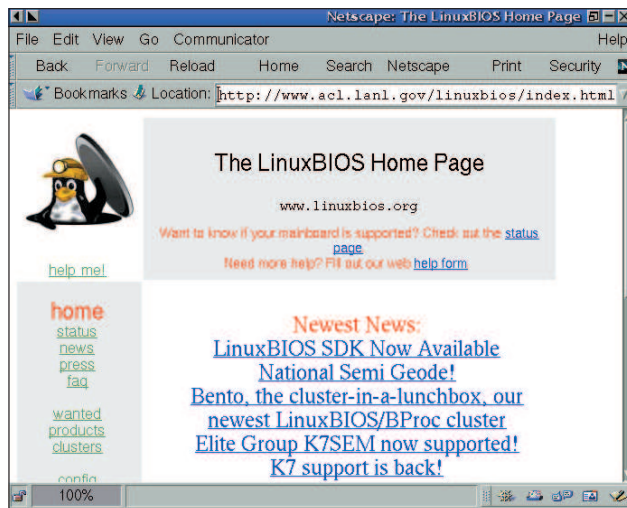 Netscape: The LinuxBIOS Home Page
File Edit View Go Communicator Help
Back Forward Reload Home Search Netscape Print Security N
Bookmarks Location: http://www.acl.lanl.gov/linuxbios/index.html
The LinuxBIOS Home Page
www.linuxbios.org
Want to know if your mainboard is supported? Check out the status
page
Need more help? Fill out our web help form
help me!
home
status
news
press
faq
wanted
products
clusters
config
Newest News:
LinuxBIOS SDK Now Available
National Semi Geode!
Bento, the cluster-in-a-lunchbox, our
newest LinuxBIOS/BProc cluster
Elite Group K7SEM now supported!
K7 support is back!
100%